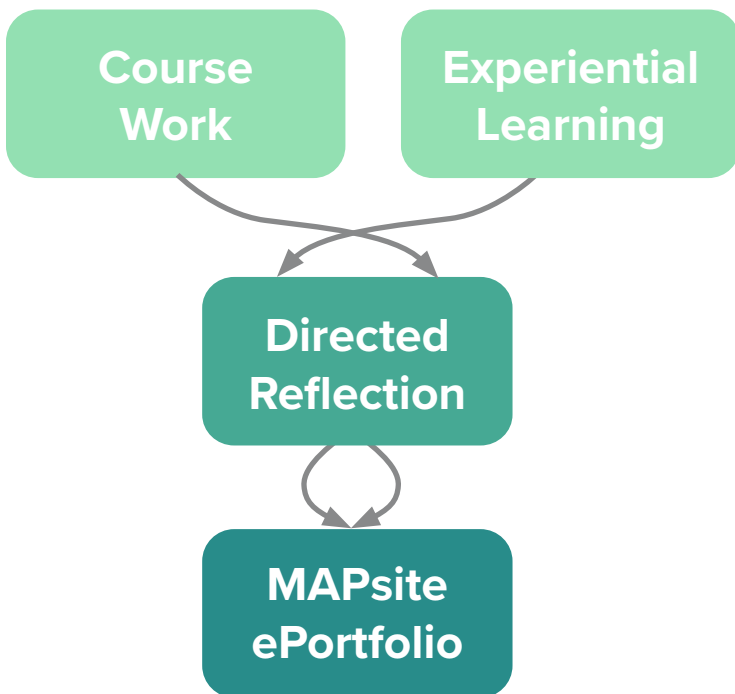 Course
Work
Experiential
Learning
Directed
Reflection
MAPsite
ePortfolio